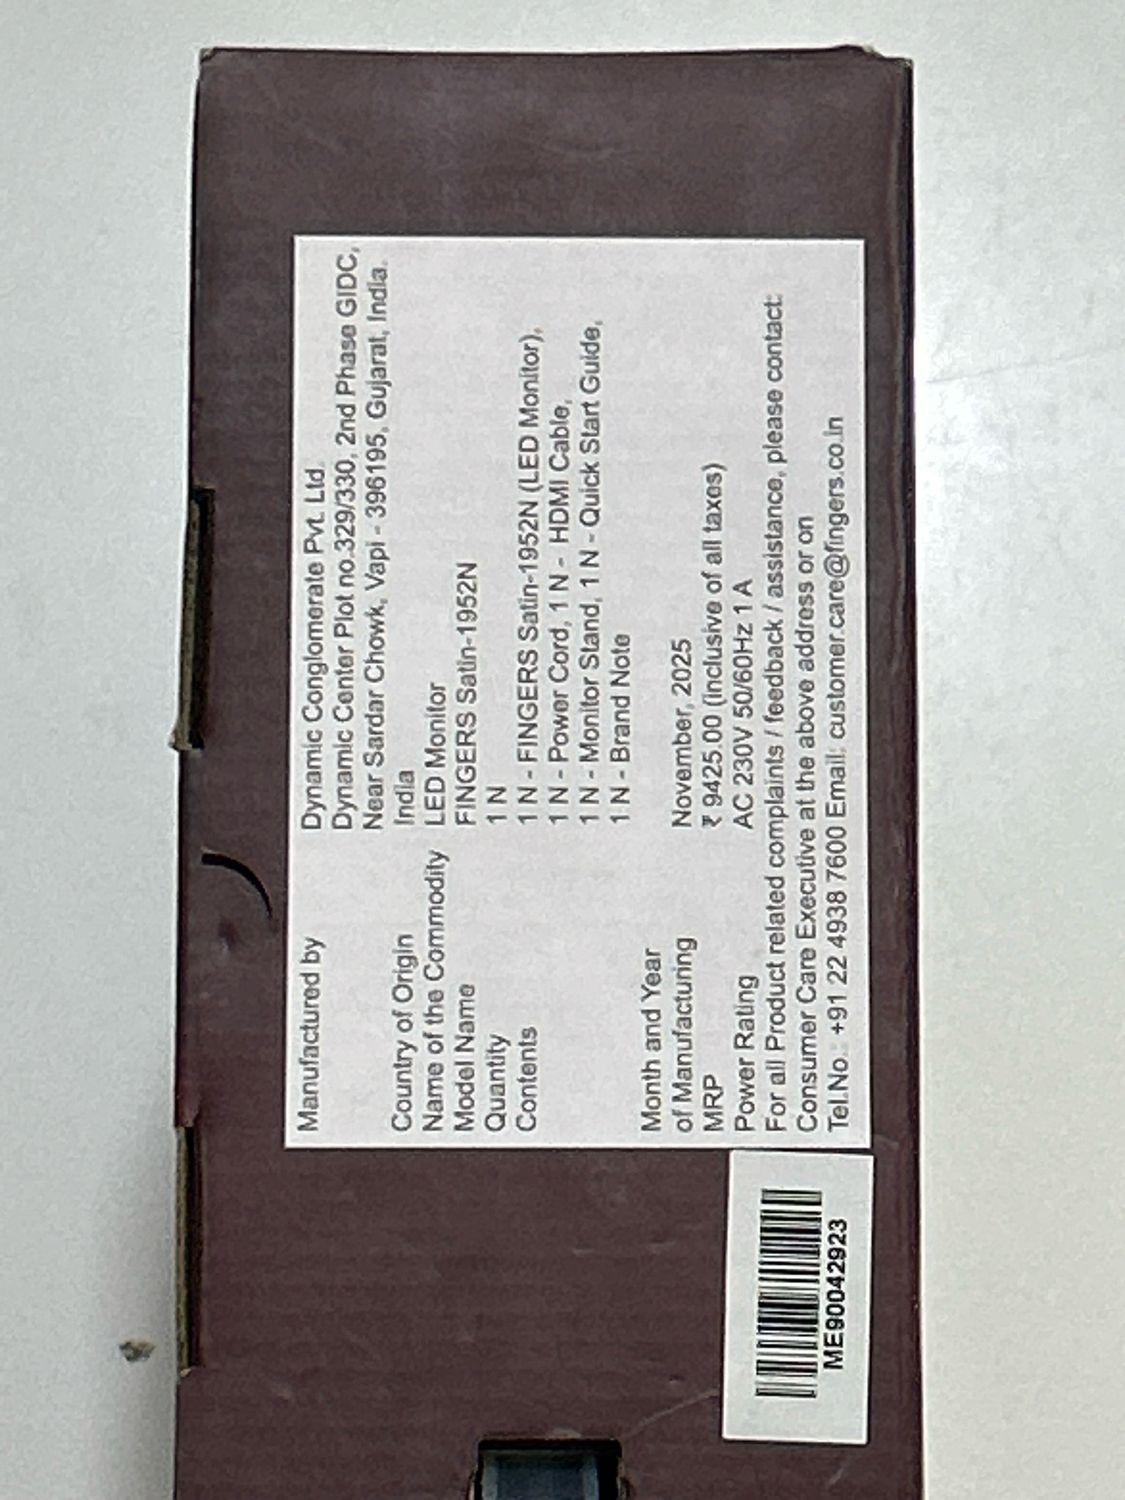 Manufactured by Dynamic Conglomerate Pvt. Ltd.
Dynamic Center Plot no.329/330, 2nd Phase GIDC,
Near Sardar Chowk, Vapi - 396195, Gujarat, India.
Country of Origin India
Name of the Commodity LED Monitor
Model Name FINGERS Satin-1952N
Quantity 1 N
Contents 1 N - FINGERS Satin-1952N (LED Monitor),
1 N - Power Cord, 1 N - HDMI Cable,
1 N - Monitor Stand, 1 N - Quick Start Guide,
1 N - Brand Note
Month and Year
of Manufacturing November, 2025
MRP ₹ 9425.00 (inclusive of all taxes)
Power Rating AC 230V 50/60Hz 1 A
For all Product related complaints / feedback / assistance, please contact:
Consumer Care Executive at the above address or on
Tel.No.: +91 22 4938 7600 Email: customer.care@fingers.co.in
ME90042923